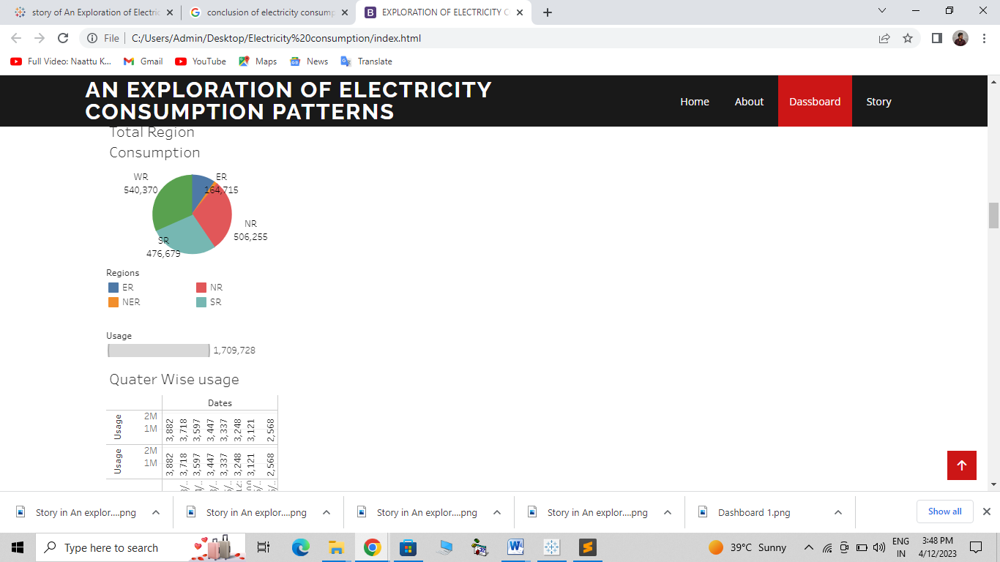 story of An Exploration of Electric
conclusion of electricity consump
EXPLORATION OF ELECTRICITY C
File
C:/Users/Admin/Desktop/Electricity%20consumption/index.html
Full Video: Naattu K...
Gmail
YouTube
Maps
News
Translate
AN EXPLORATION OF ELECTRICITY
CONSUMPTION PATTERNS
Home
About
Dassboard
Story
Total Region
Consumption
WR
540,370
ER
164,715
NR
506,255
SR
476,679
Regions
ER
NR
NER
SR
Usage
1,709,728
Quater Wise usage
Dates
Usage
2M
1M
3,882
3,718
3,597
3,447
3,337
3,248
3,121
2,568
Usage
2M
1M
3,882
3,718
3,597
3,447
3,337
3,248
3,121
2,568
Story in An explor....png
Story in An explor....png
Story in An explor....png
Story in An explor....png
Dashboard 1.png
Show all
Type here to search
39°C Sunny
ENG
IN
3:48 PM
4/12/2023